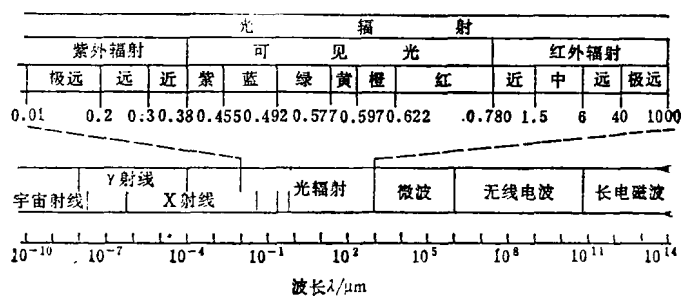 光 辐 射
紫外辐射 可 见 光 红外辐射
极远 远 近 紫 蓝 绿 黄 橙 红 近 中 远 极远
0.01 0.2 0.3 0.38 0.455 0.492 0.577 0.597 0.622 0.780 1.5 6 40 1000
γ射线
宇宙射线 X射线 光辐射 微波 无线电波 长电磁波
10⁻¹⁰ 10⁻⁷ 10⁻⁴ 10⁻¹ 10² 10⁵ 10⁸ 10¹¹ 10¹⁴
波长λ/μm